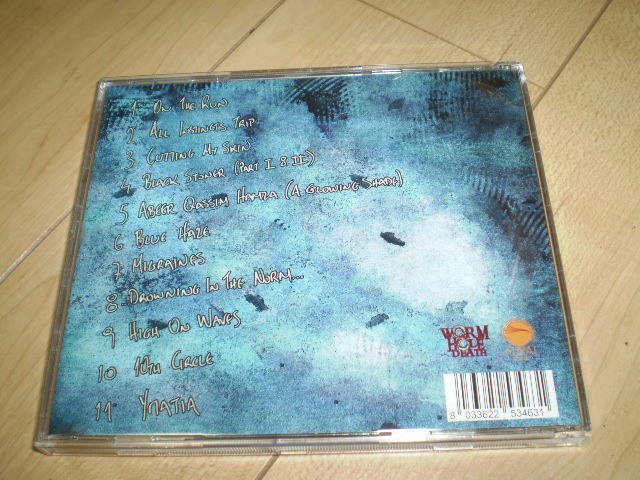 1 On The Run
2 All Instincts Trip
3 Cutting My Skin
4 Black Stoner (Part I & II)
5 Abeer Qassim Hamza (A Glowing Shade)
6 Blue Haze
7 Migraines
8 Drowning In The Norm...
9 High On Waves
10 10th Circle
11 Υπατία
WORM
HOLE
DEATH
8 033622 534631